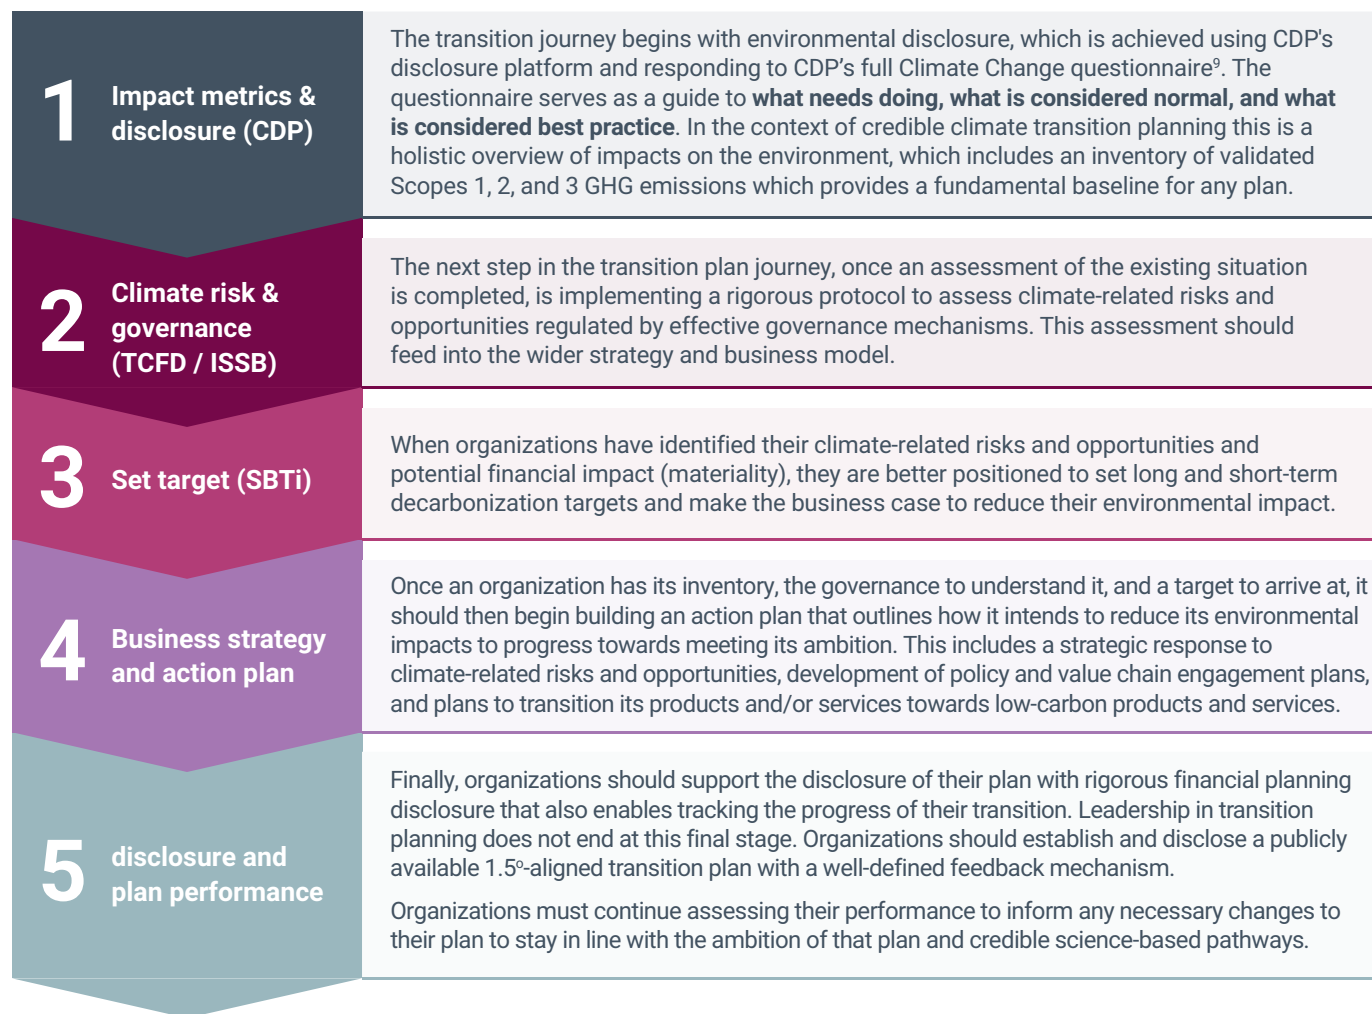 1
Impact metrics &
disclosure (CDP)
The transition journey begins with environmental disclosure, which is achieved using CDP's
disclosure platform and responding to CDP’s full Climate Change questionnaire⁹. The
questionnaire serves as a guide to what needs doing, what is considered normal, and what
is considered best practice. In the context of credible climate transition planning this is a
holistic overview of impacts on the environment, which includes an inventory of validated
Scopes 1, 2, and 3 GHG emissions which provides a fundamental baseline for any plan.
2
Climate risk &
governance
(TCFD / ISSB)
The next step in the transition plan journey, once an assessment of the existing situation
is completed, is implementing a rigorous protocol to assess climate-related risks and
opportunities regulated by effective governance mechanisms. This assessment should
feed into the wider strategy and business model.
3
Set target (SBTi)
When organizations have identified their climate-related risks and opportunities and
potential financial impact (materiality), they are better positioned to set long and short-term
decarbonization targets and make the business case to reduce their environmental impact.
4
Business strategy
and action plan
Once an organization has its inventory, the governance to understand it, and a target to arrive at, it
should then begin building an action plan that outlines how it intends to reduce its environmental
impacts to progress towards meeting its ambition. This includes a strategic response to
climate-related risks and opportunities, development of policy and value chain engagement plans,
and plans to transition its products and/or services towards low-carbon products and services.
5
disclosure and
plan performance
Finally, organizations should support the disclosure of their plan with rigorous financial planning
disclosure that also enables tracking the progress of their transition. Leadership in transition
planning does not end at this final stage. Organizations should establish and disclose a publicly
available 1.5º-aligned transition plan with a well-defined feedback mechanism.
Organizations must continue assessing their performance to inform any necessary changes to
their plan to stay in line with the ambition of that plan and credible science-based pathways.